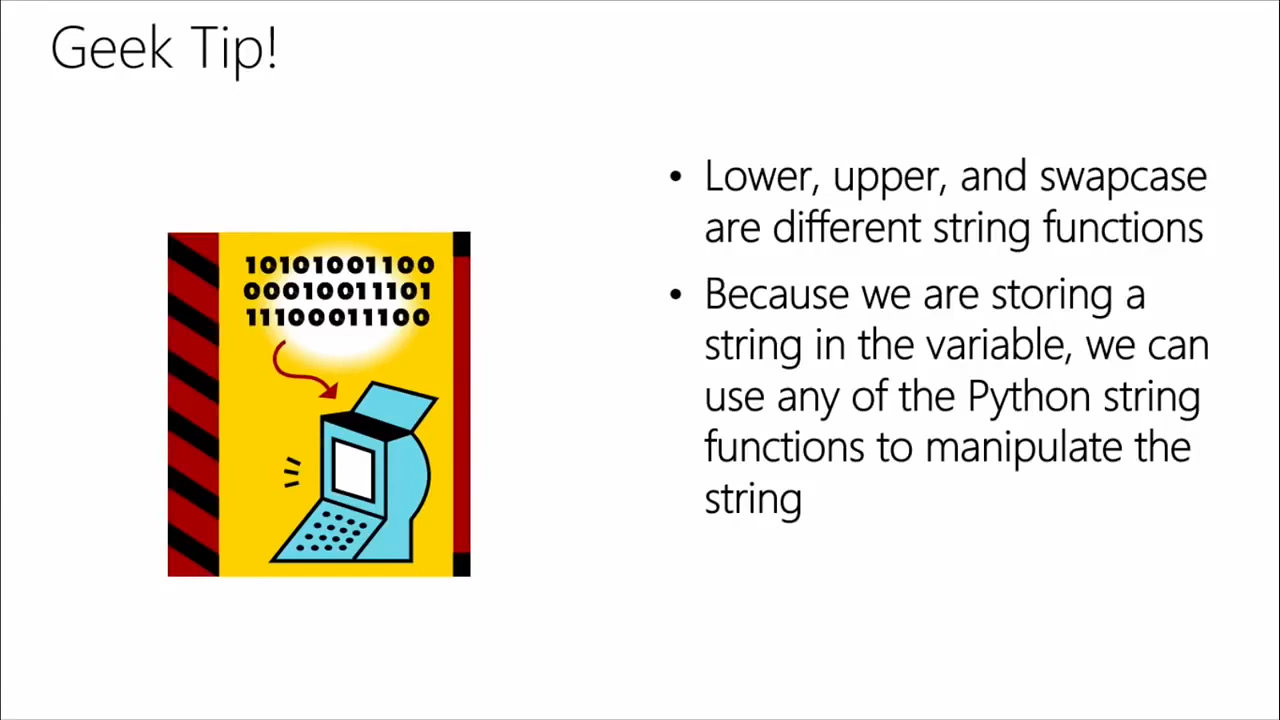 Geek Tip!
10101001100
00010011101
11100011100
• Lower, upper, and swapcase
are different string functions
• Because we are storing a
string in the variable, we can
use any of the Python string
functions to manipulate the
string